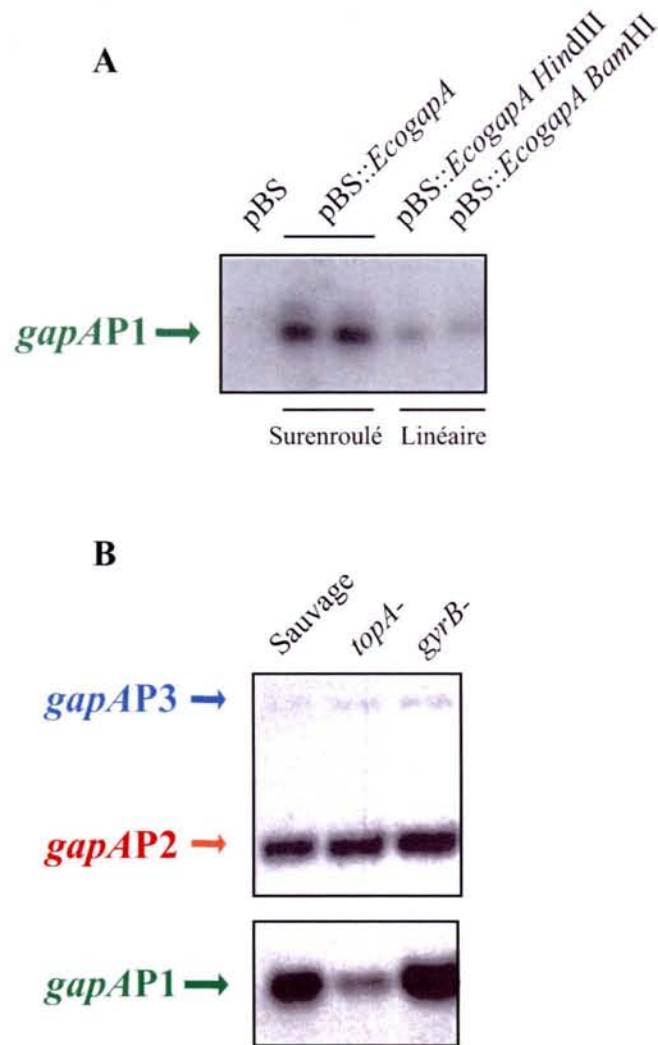 A
pBS
pBS::EcogapA
pBS::EcogapA HindIII
pBS::EcogapA BamHI
gapAP1
Surenroulé
Linéaire
B
Sauvage
topA-
gyrB-
gapAP3
gapAP2
gapAP1